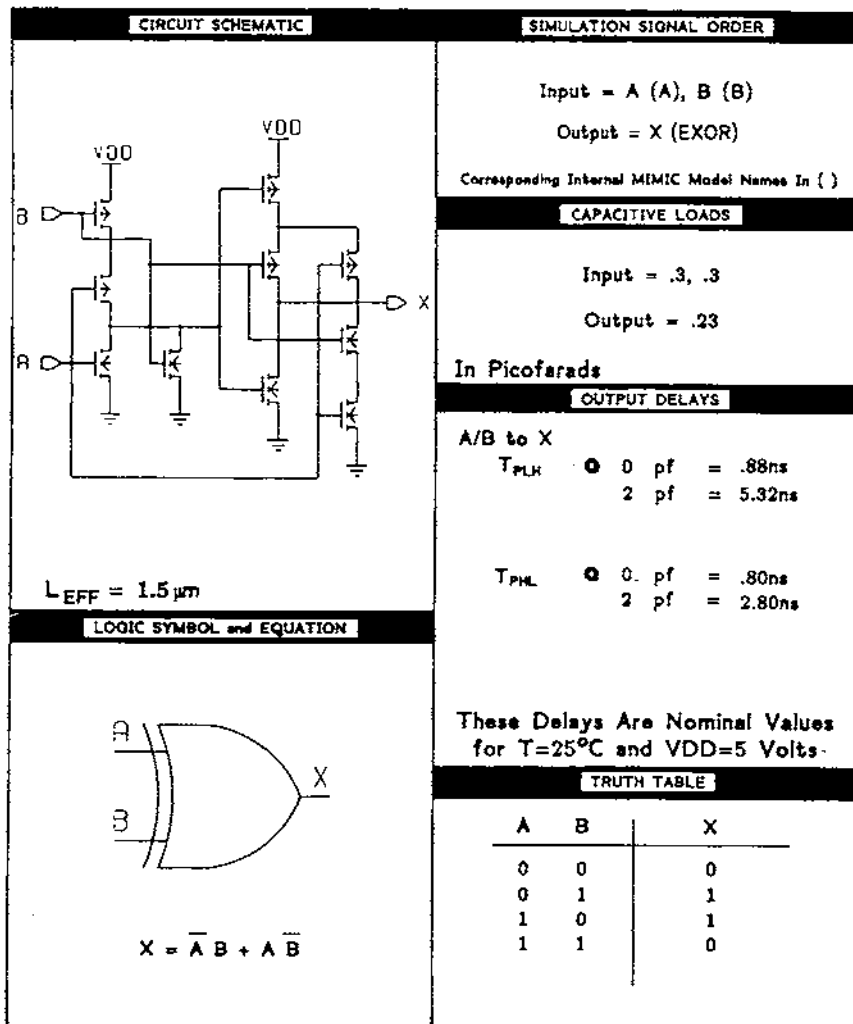 CIRCUIT SCHEMATIC
VDD
VDD
B
A
X
L EFF = 1.5 µm
LOGIC SYMBOL and EQUATION
A
B
X
X = A̅ B + A B̅
SIMULATION SIGNAL ORDER
Input = A (A), B (B)
Output = X (EXOR)
Corresponding Internal MIMIC Model Names In ( )
CAPACITIVE LOADS
Input = .3, .3
Output = .23
In Picofarads
OUTPUT DELAYS
A/B to X
TPLH @ 0 pf = .88ns
2 pf = 5.32ns
TPHL @ 0. pf = .80ns
2 pf = 2.80ns
These Delays Are Nominal Values
for T=25°C and VDD=5 Volts
TRUTH TABLE
A B X
0 0 0
0 1 1
1 0 1
1 1 0